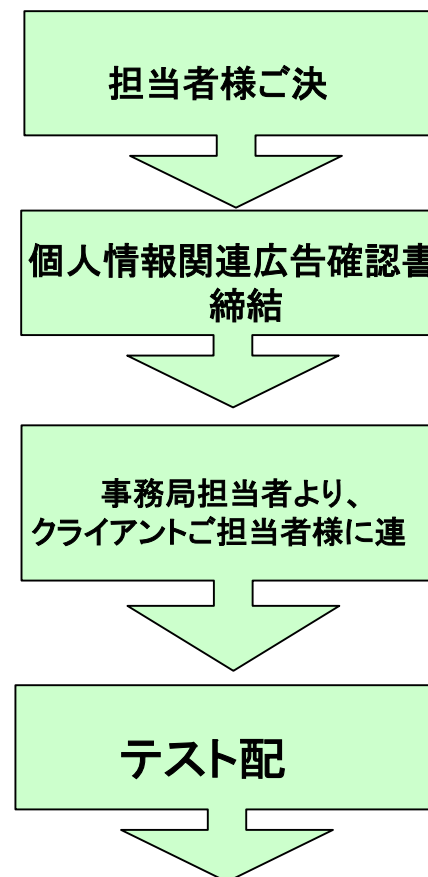 担当者様ご決
個人情報関連広告確認書
締結
事務局担当者より、
クライアントご担当者様に連
テスト配